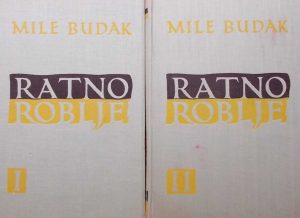 MILE BUDAK
RATNO
ROBLJE
I
MILE BUDAK
RATNO
ROBLJE
II